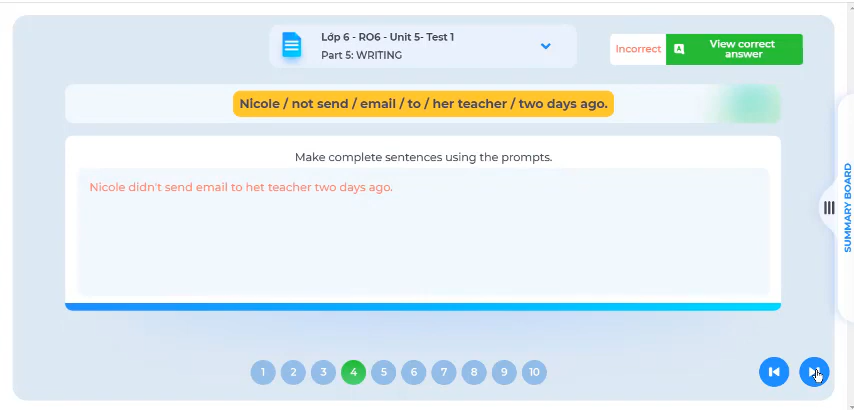 Lớp 6 - RO6 - Unit 5- Test 1
Part 5: WRITING
Incorrect
A
View correct
answer
Nicole / not send / email / to / her teacher / two days ago.
Make complete sentences using the prompts.
Nicole didn't send email to het teacher two days ago.
SUMMARY BOARD
1 2 3 4 5 6 7 8 9 10